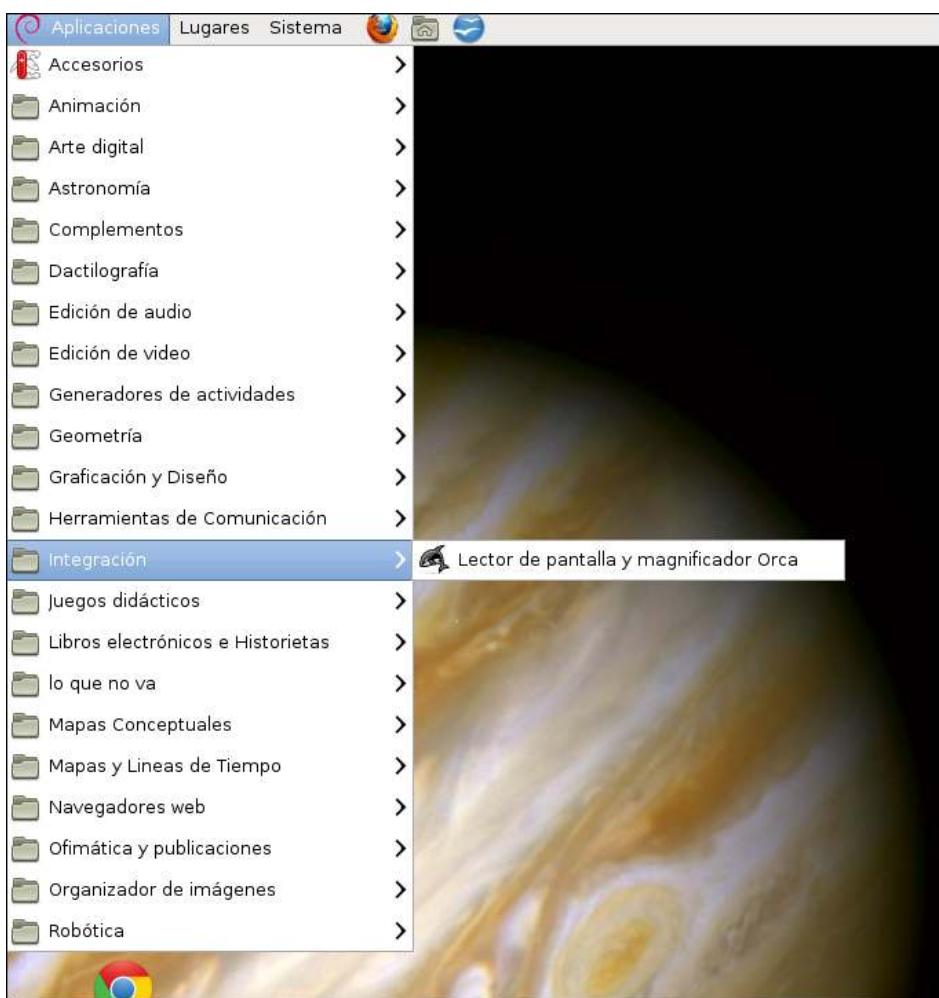 Aplicaciones Lugares Sistema
Accesorios
Animación
Arte digital
Astronomía
Complementos
Dactilografía
Edición de audio
Edición de video
Generadores de actividades
Geometría
Graficación y Diseño
Herramientas de Comunicación
Integración
Lector de pantalla y magnificador Orca
Juegos didácticos
Libros electrónicos e Historietas
lo que no va
Mapas Conceptuales
Mapas y Lineas de Tiempo
Navegadores web
Ofimática y publicaciones
Organizador de imágenes
Robótica